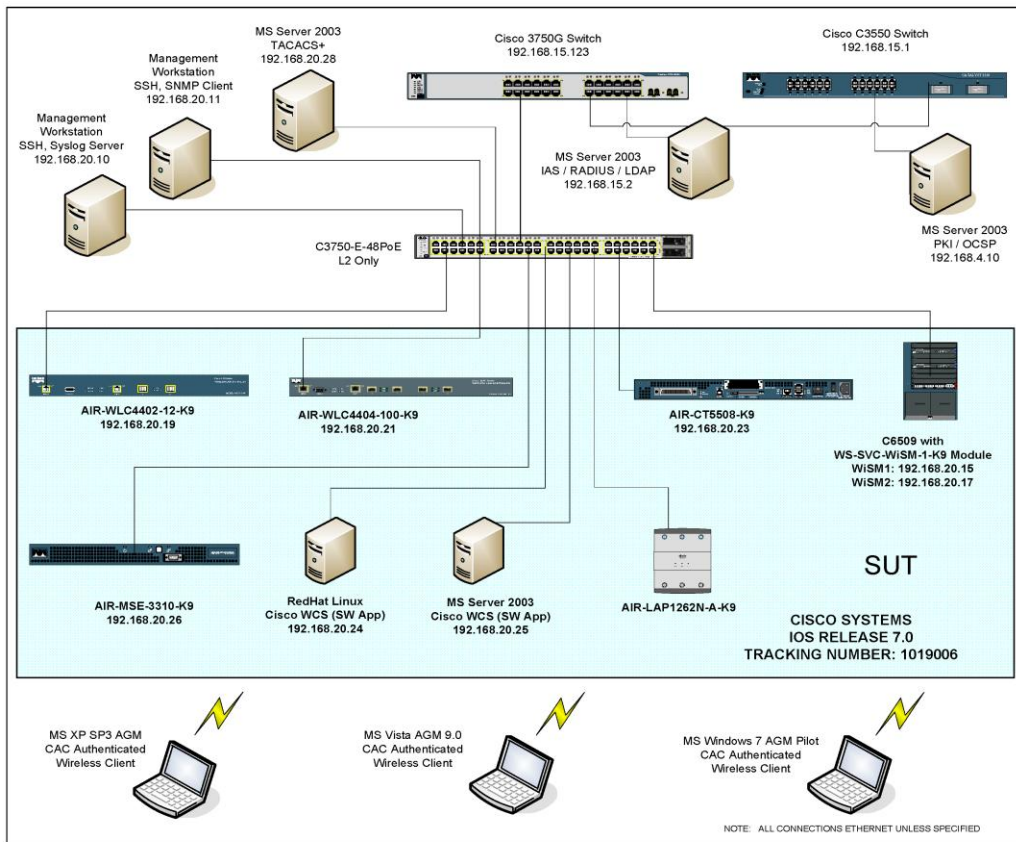 MS Server 2003
TACACS+
192.168.20.28
Cisco 3750G Switch
192.168.15.123
Cisco C3550 Switch
192.168.15.1
Management
Workstation
SSH, SNMP Client
192.168.20.11
Management
Workstation
SSH, Syslog Server
192.168.20.10
MS Server 2003
IAS / RADIUS / LDAP
192.168.15.2
MS Server 2003
PKI / OCSP
192.168.4.10
C3750-E-48PoE
L2 Only
AIR-WLC4402-12-K9
192.168.20.19
AIR-WLC4404-100-K9
192.168.20.21
AIR-CT5508-K9
192.168.20.23
C6509 with
WS-SVC-WiSM-1-K9 Module
WiSM1: 192.168.20.15
WiSM2: 192.168.20.17
AIR-MSE-3310-K9
192.168.20.26
RedHat Linux
Cisco WCS (SW App)
192.168.20.24
MS Server 2003
Cisco WCS (SW App)
192.168.20.25
AIR-LAP1262N-A-K9
SUT
CISCO SYSTEMS
IOS RELEASE 7.0
TRACKING NUMBER: 1019006
MS XP SP3 AGM
CAC Authenticated
Wireless Client
MS Vista AGM 9.0
CAC Authenticated
Wireless Client
MS Windows 7 AGM Pilot
CAC Authenticated
Wireless Client
NOTE: ALL CONNECTIONS ETHERNET UNLESS SPECIFIED